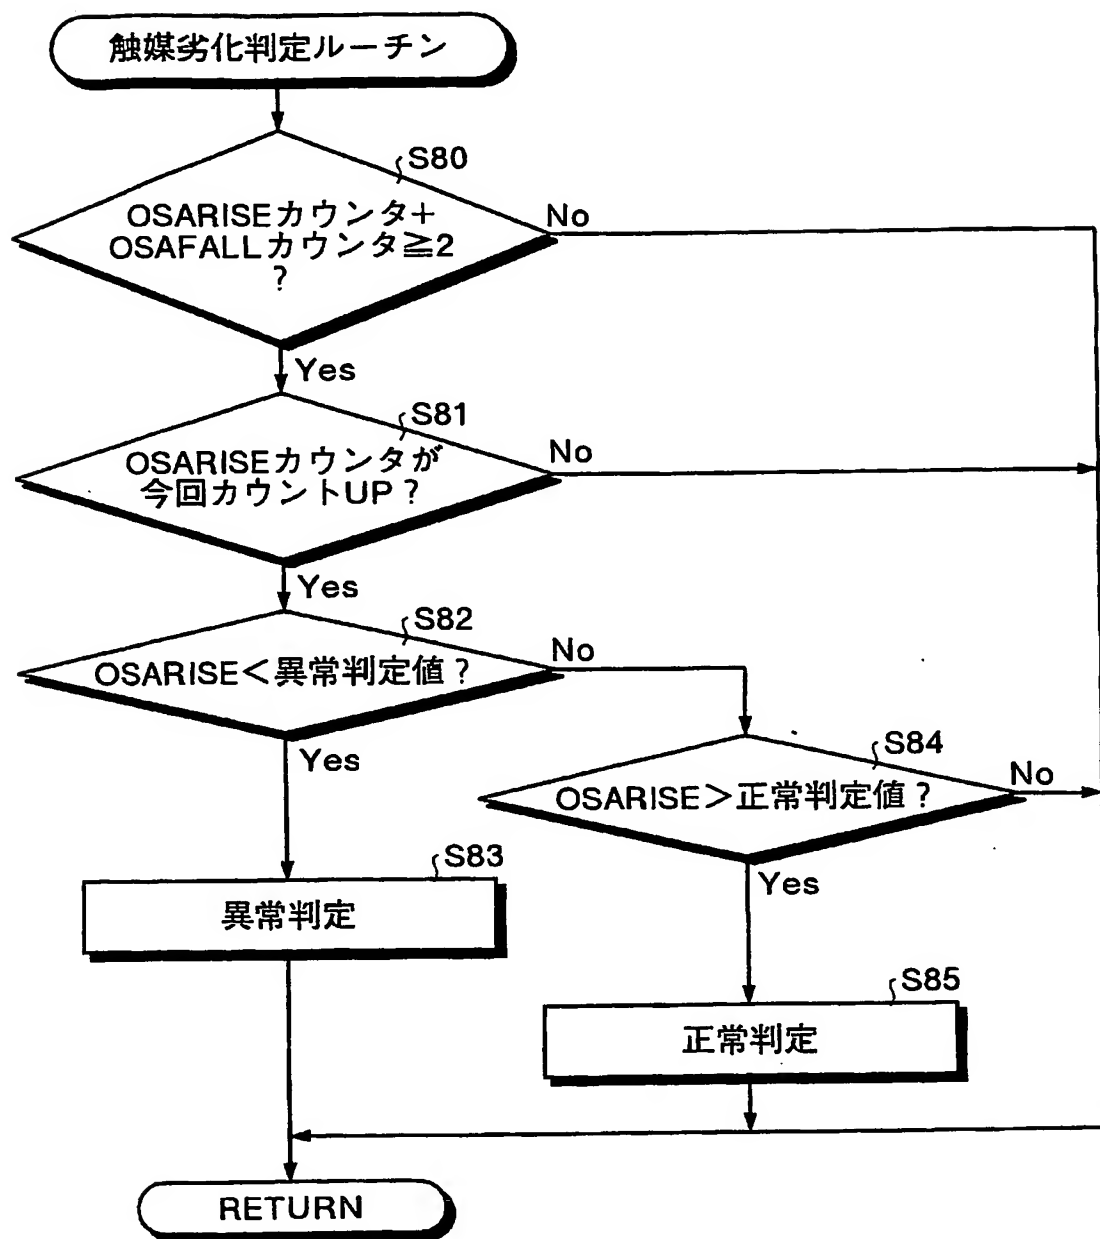 触媒劣化判定ルーチン
S80
OSARISEカウンタ+
OSAFALLカウンタ≧2
?
No
Yes
S81
OSARISEカウンタが
今回カウントUP?
No
Yes
S82
OSARISE<異常判定値?
No
Yes
S84
OSARISE>正常判定値?
No
Yes
S83
異常判定
S85
正常判定
RETURN